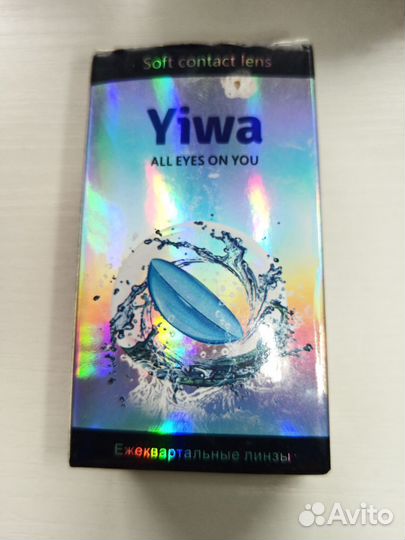 Soft contact lens
Yiwa
ALL EYES ON YOU
Ежеквартальные линзы
Avito